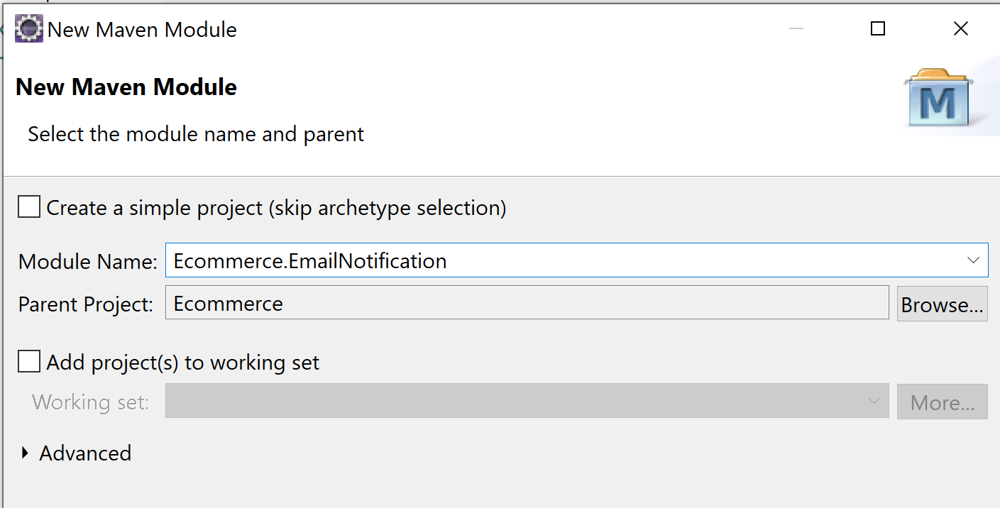 New Maven Module
New Maven Module
Select the module name and parent
M
Create a simple project (skip archetype selection)
Module Name: Ecommerce.EmailNotification
Parent Project: Ecommerce Browse...
Add project(s) to working set
Working set: More...
Advanced